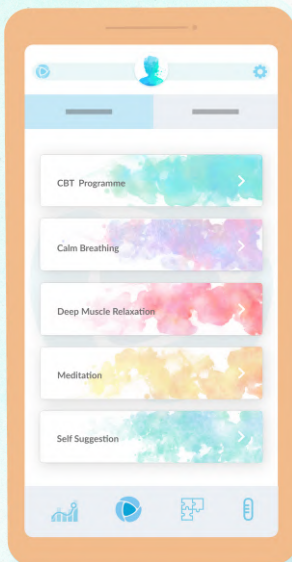 CBT Programme
Calm Breathing
Deep Muscle Relaxation
Meditation
Self Suggestion